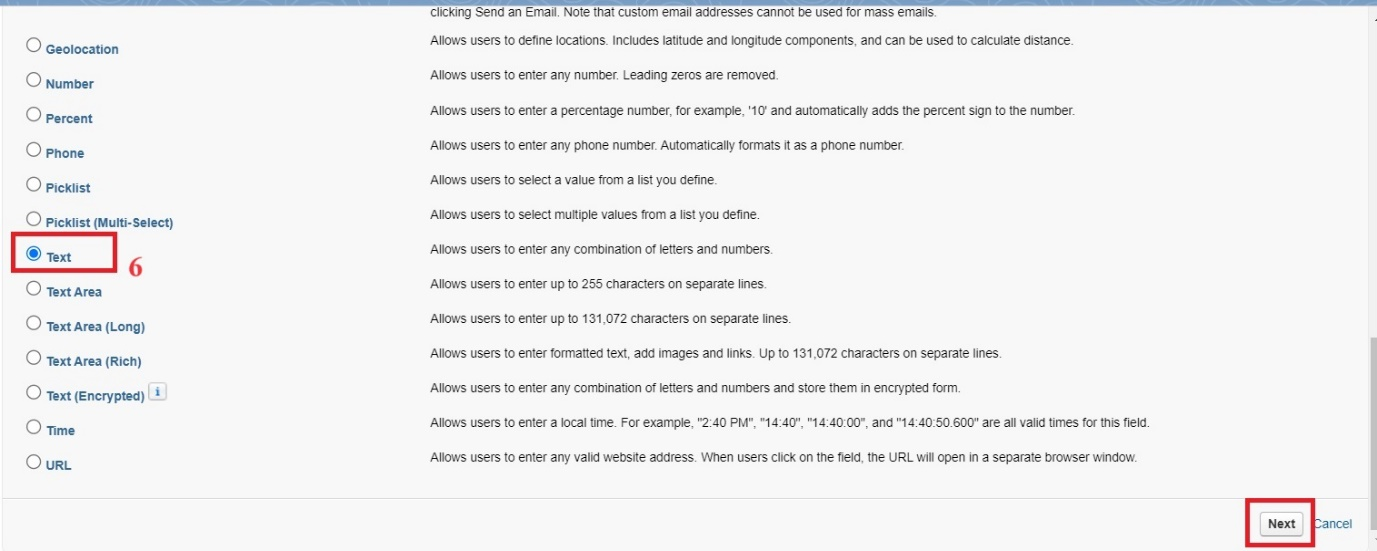 clicking Send an Email. Note that custom email addresses cannot be used for mass emails.
Geolocation Allows users to define locations. Includes latitude and longitude components, and can be used to calculate distance.
Number Allows users to enter any number. Leading zeros are removed.
Percent Allows users to enter a percentage number, for example, '10' and automatically adds the percent sign to the number.
Phone Allows users to enter any phone number. Automatically formats it as a phone number.
Picklist Allows users to select a value from a list you define.
Picklist (Multi-Select) Allows users to select multiple values from a list you define.
Text 6 Allows users to enter any combination of letters and numbers.
Text Area Allows users to enter up to 255 characters on separate lines.
Text Area (Long) Allows users to enter up to 131,072 characters on separate lines.
Text Area (Rich) Allows users to enter formatted text, add images and links. Up to 131,072 characters on separate lines.
Text (Encrypted) i Allows users to enter any combination of letters and numbers and store them in encrypted form.
Time Allows users to enter a local time. For example, "2:40 PM", "14:40", "14:40:00", and "14:40:50.600" are all valid times for this field.
URL Allows users to enter any valid website address. When users click on the field, the URL will open in a separate browser window.
Next Cancel